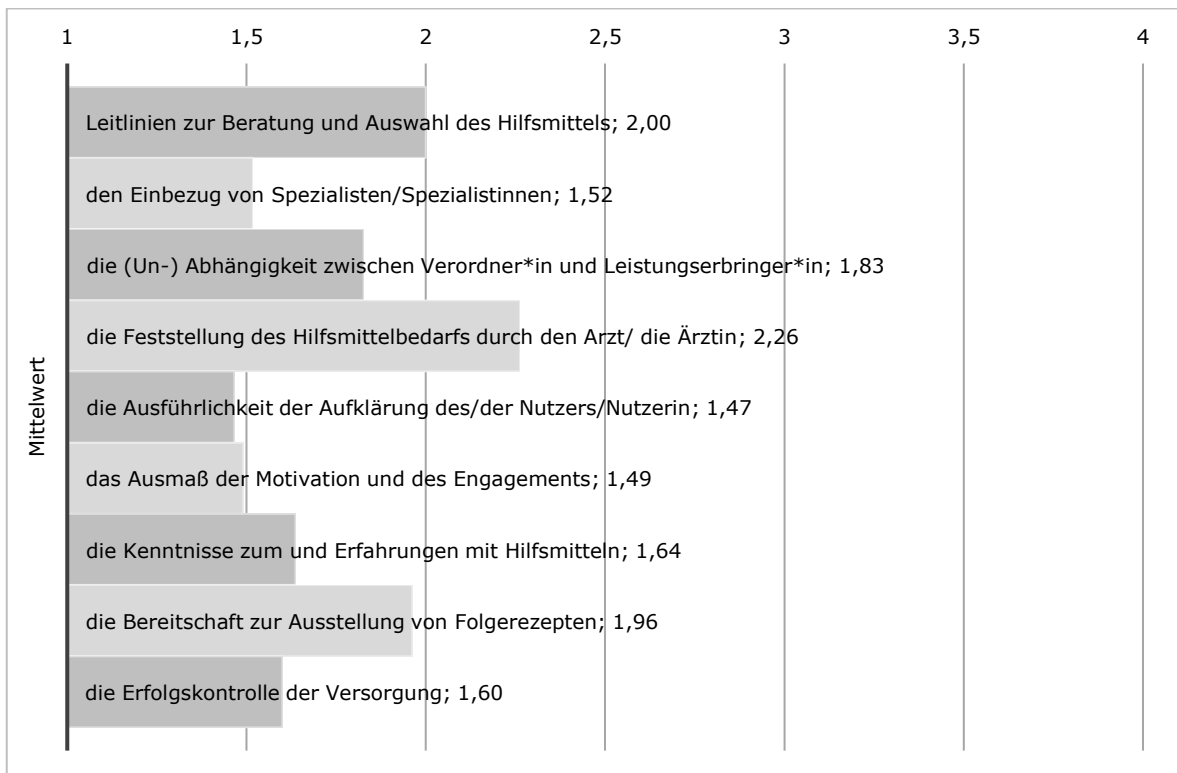 1 1,5 2 2,5 3 3,5 4
Leitlinien zur Beratung und Auswahl des Hilfsmittels; 2,00
den Einbezug von Spezialisten/Spezialistinnen; 1,52
die (Un-) Abhängigkeit zwischen Verordner*in und Leistungserbringer*in; 1,83
die Feststellung des Hilfsmittelbedarfs durch den Arzt/ die Ärztin; 2,26
die Ausführlichkeit der Aufklärung des/der Nutzers/Nutzerin; 1,47
das Ausmaß der Motivation und des Engagements; 1,49
die Kenntnisse zum und Erfahrungen mit Hilfsmitteln; 1,64
die Bereitschaft zur Ausstellung von Folgerezepten; 1,96
die Erfolgskontrolle der Versorgung; 1,60
Mittelwert